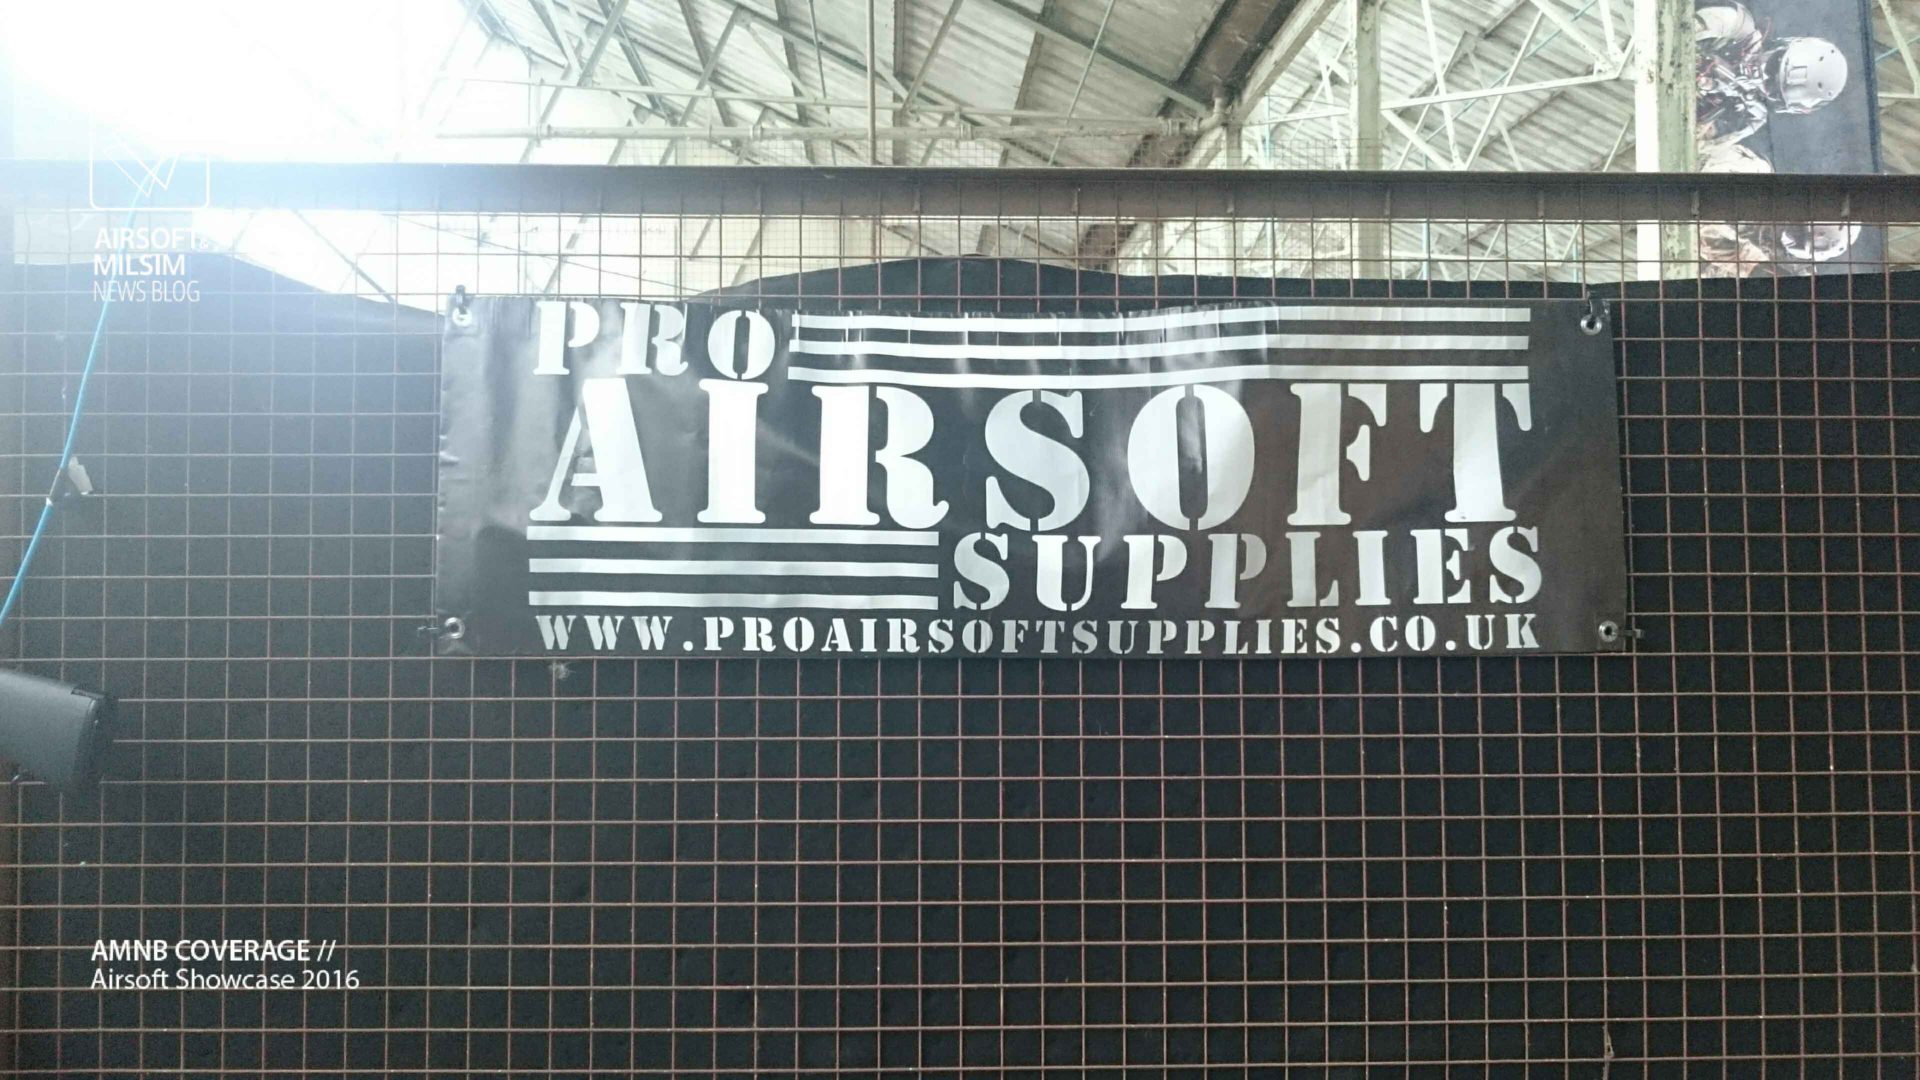 AIRSOFT&
MILSIM
NEWS BLOG
PRO
AIRSOFT
SUPPLIES
WWW.PROAIRSOFTSUPPLIES.CO.UK
AMNB COVERAGE //
Airsoft Showcase 2016